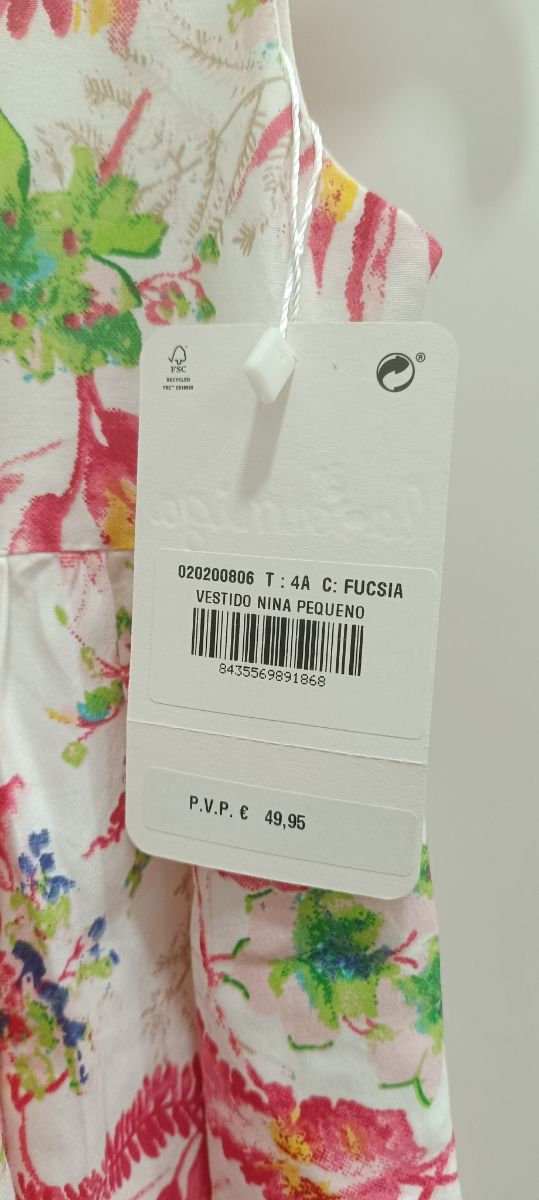 FSC
RECYCLED
®
020200806 T : 4A C: FUCSIA
VESTIDO NINA PEQUENO
8435569891868
P.V.P. € 49,95